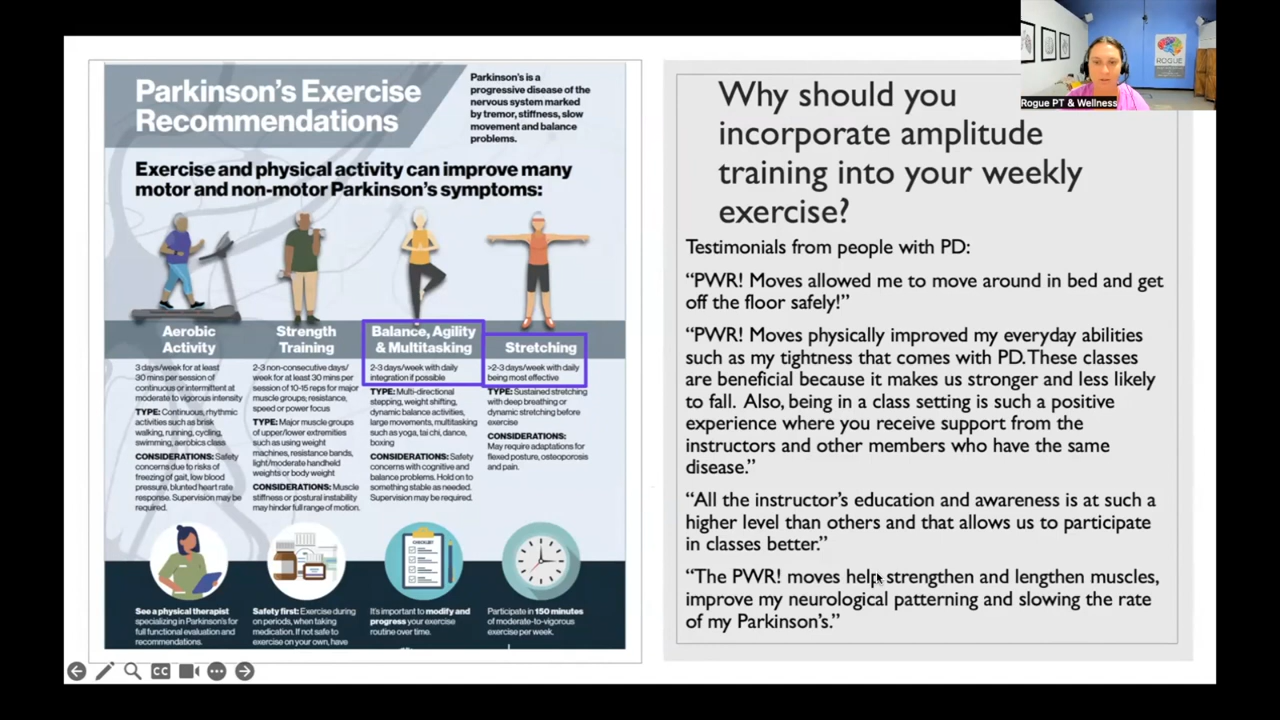 Parkinson's Exercise
Recommendations
Parkinson's is a
progressive disease of the
nervous system marked
by tremor, stiffness, slow
movement and balance
problems.
Exercise and physical activity can improve many
motor and non-motor Parkinson's symptoms:
Aerobic
Activity
3 days/week for at least
30 mins per session of
continuous or intermittent at
moderate to vigorous intensity
TYPE: Continuous, rhythmic
activities such as brisk
walking, running, cycling,
swimming, aerobics class
CONSIDERATIONS: Safety
concerns due to risks of
freezing of gait, low blood
pressure, blunted heart rate
response. Supervision may be
required.
Strength
Training
2-3 non-consecutive days/
week for at least 30 mins per
session of 10-15 reps for major
muscle groups; resistance,
speed or power focus
TYPE: Major muscle groups
of upper/lower extremities
such as using weight
machines, resistance bands,
light/moderate handheld
weights or body weight
CONSIDERATIONS: Muscle
stiffness or postural instability
may hinder full range of motion.
Balance, Agility
& Multitasking
2-3 days/week with daily
integration if possible
TYPE: Multi-directional
stepping, weight shifting,
dynamic balance activities,
large movements, multitasking
such as yoga, tai chi, dance,
boxing
CONSIDERATIONS: Safety
concerns with cognitive and
balance problems. Hold on to
something stable as needed.
Supervision may be required.
Stretching
>2-3 days/week with daily
being most effective
TYPE: Sustained stretching
with deep breathing or
dynamic stretching before
exercise
CONSIDERATIONS:
May require adaptations for
flexed posture, osteoporosis
and pain.
CHECKLIST
See a physical therapist
specializing in Parkinson's for
full functional evaluation and
recommendations.
Safety first: Exercise during
on periods, when taking
medication. If not safe to
exercise on your own, have
It's important to modify and
progress your exercise
routine over time.
Participate in 150 minutes
of moderate-to-vigorous
exercise per week.
CC
Why should you
incorporate amplitude
training into your weekly
exercise?
Testimonials from people with PD:
“PWR! Moves allowed me to move around in bed and get
off the floor safely!”
“PWR! Moves physically improved my everyday abilities
such as my tightness that comes with PD. These classes
are beneficial because it makes us stronger and less likely
to fall. Also, being in a class setting is such a positive
experience where you receive support from the
instructors and other members who have the same
disease.”
“All the instructor's education and awareness is at such a
higher level than others and that allows us to participate
in classes better.”
“The PWR! moves help strengthen and lengthen muscles,
improve my neurological patterning and slowing the rate
of my Parkinson's.”
ROGUE
Rogue PT & Wellness